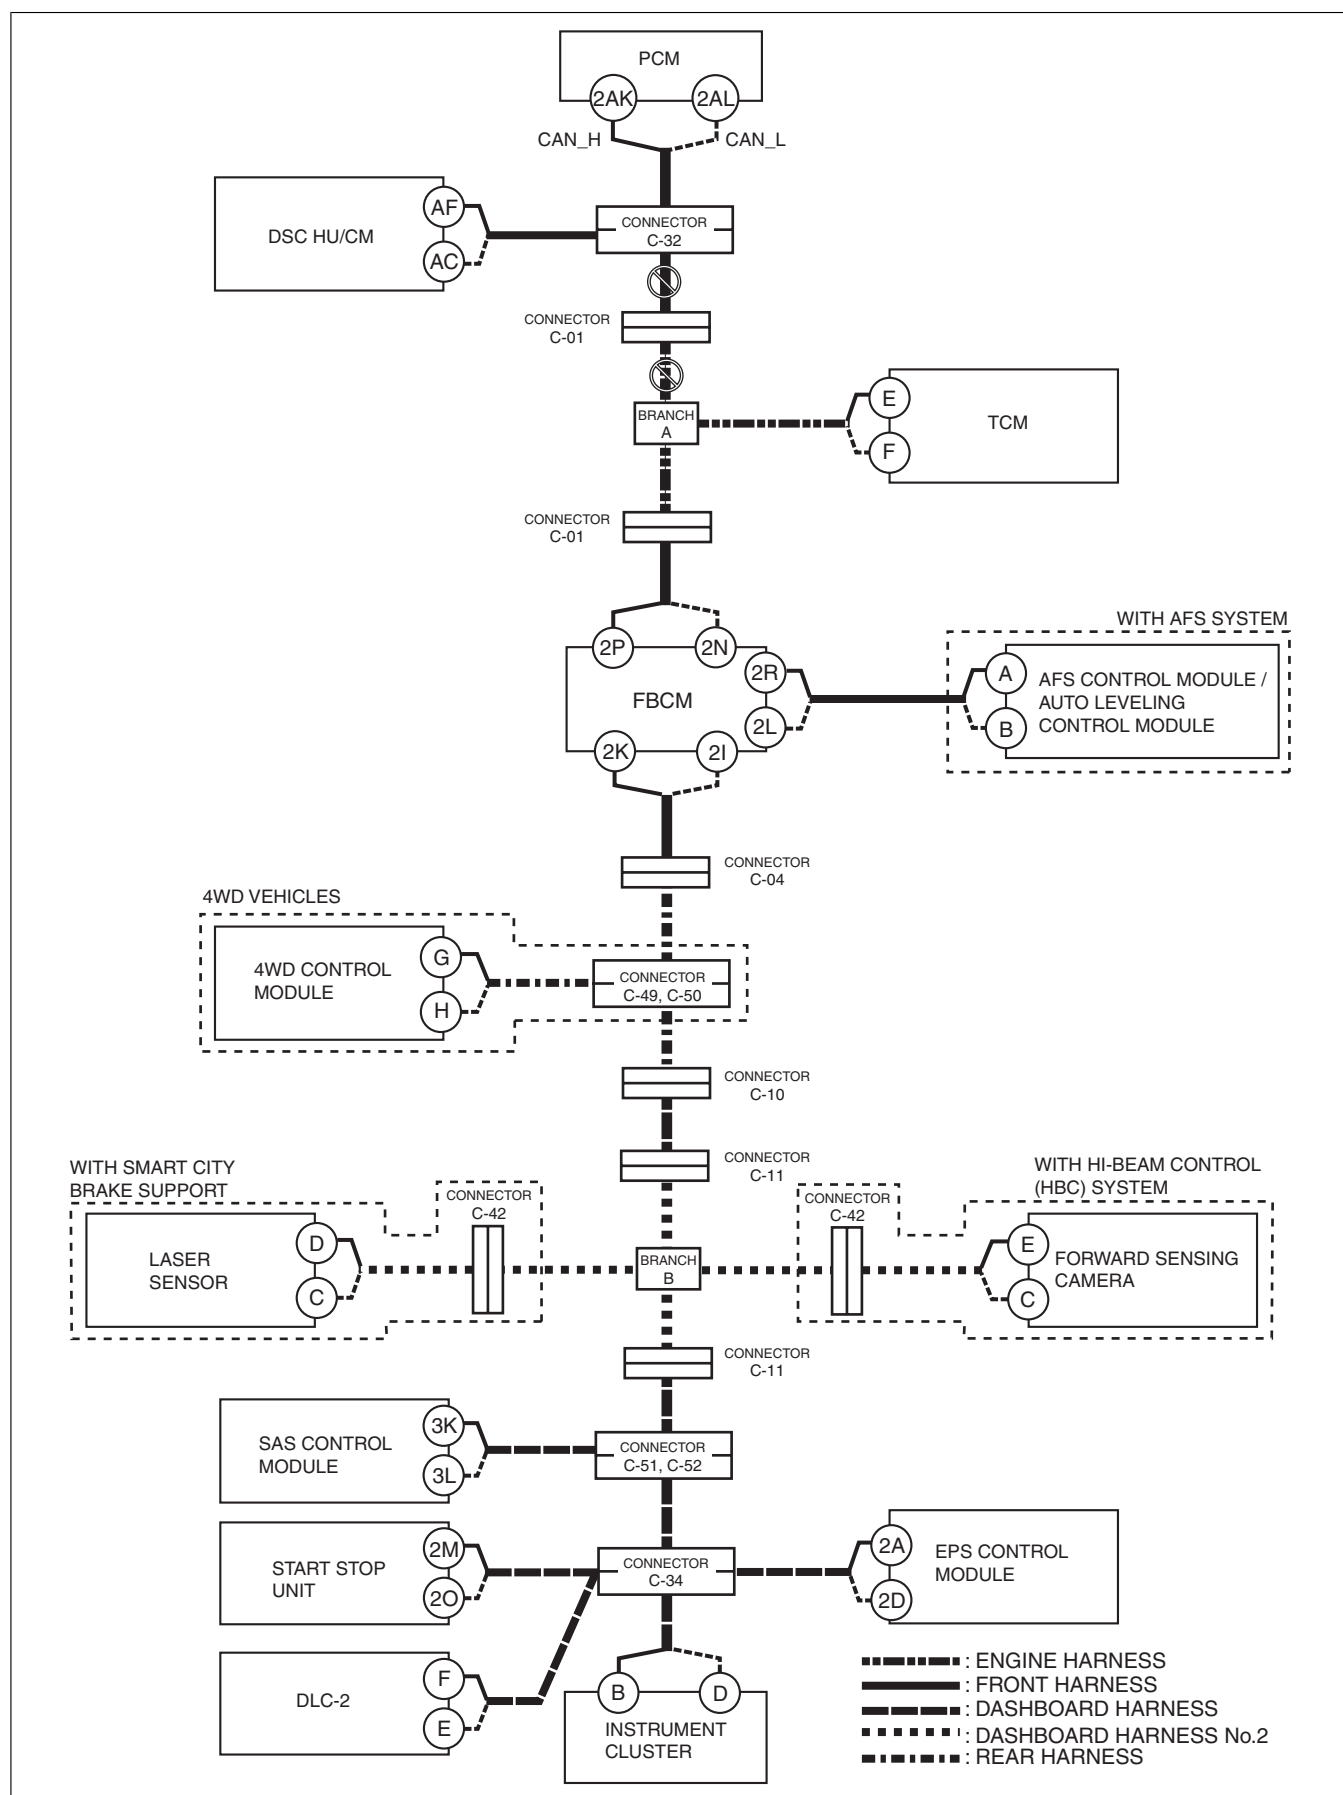 PCM
2AK
2AL
CAN_H
CAN_L
DSC HU/CM
AF
AC
CONNECTOR
C-32
CONNECTOR
C-01
BRANCH
A
E
F
TCM
CONNECTOR
C-01
2P
2N
2R
2L
FBCM
2K
2I
WITH AFS SYSTEM
A
B
AFS CONTROL MODULE /
AUTO LEVELING
CONTROL MODULE
CONNECTOR
C-04
4WD VEHICLES
4WD CONTROL
MODULE
G
H
CONNECTOR
C-49, C-50
CONNECTOR
C-10
CONNECTOR
C-11
WITH SMART CITY
BRAKE SUPPORT
CONNECTOR
C-42
LASER
SENSOR
D
C
BRANCH
B
CONNECTOR
C-42
WITH HI-BEAM CONTROL
(HBC) SYSTEM
E
C
FORWARD SENSING
CAMERA
CONNECTOR
C-11
SAS CONTROL
MODULE
3K
3L
CONNECTOR
C-51, C-52
START STOP
UNIT
2M
2O
CONNECTOR
C-34
2A
2D
EPS CONTROL
MODULE
DLC-2
F
E
B
D
INSTRUMENT
CLUSTER
: ENGINE HARNESS
: FRONT HARNESS
: DASHBOARD HARNESS
: DASHBOARD HARNESS No.2
: REAR HARNESS